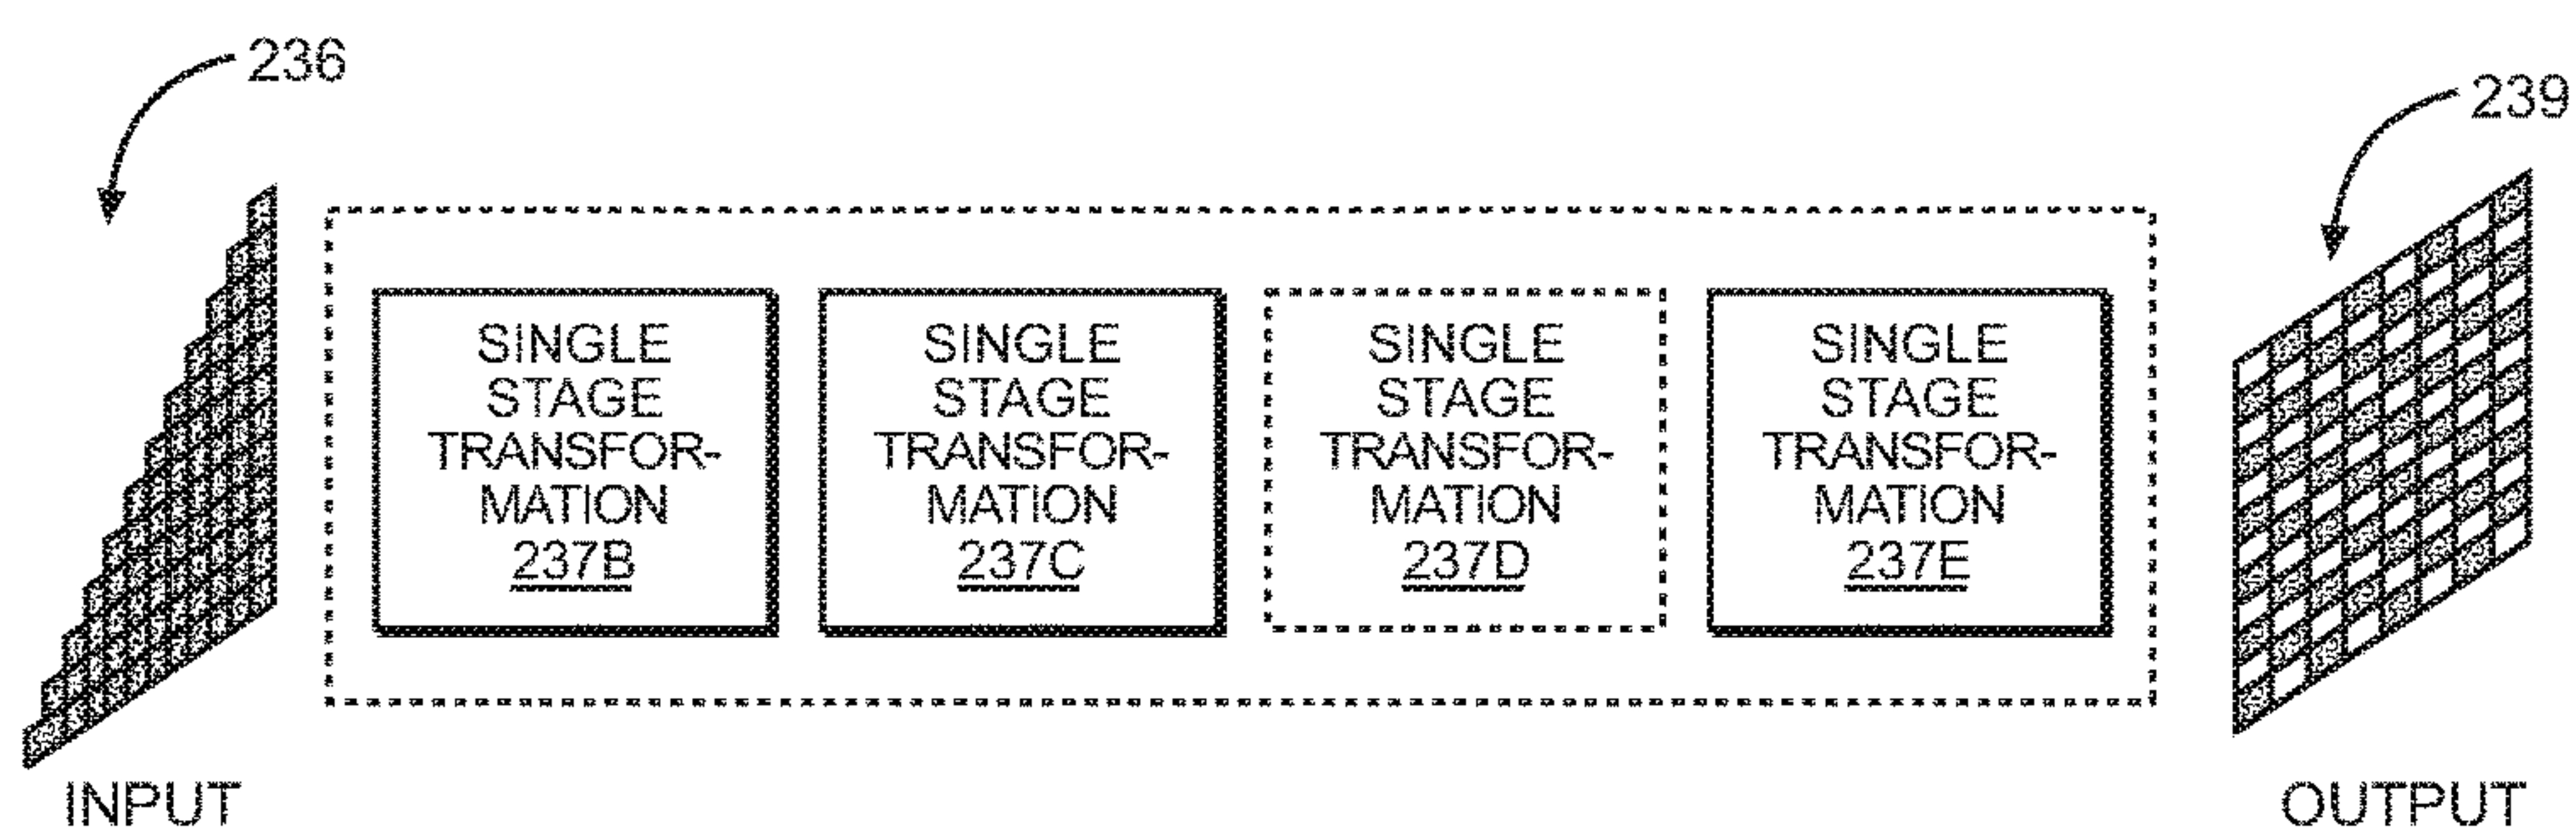 236
239
SINGLE
STAGE
TRANSFOR-
MATION
237B
SINGLE
STAGE
TRANSFOR-
MATION
237C
SINGLE
STAGE
TRANSFOR-
MATION
237D
SINGLE
STAGE
TRANSFOR-
MATION
237E
INPUT
OUTPUT